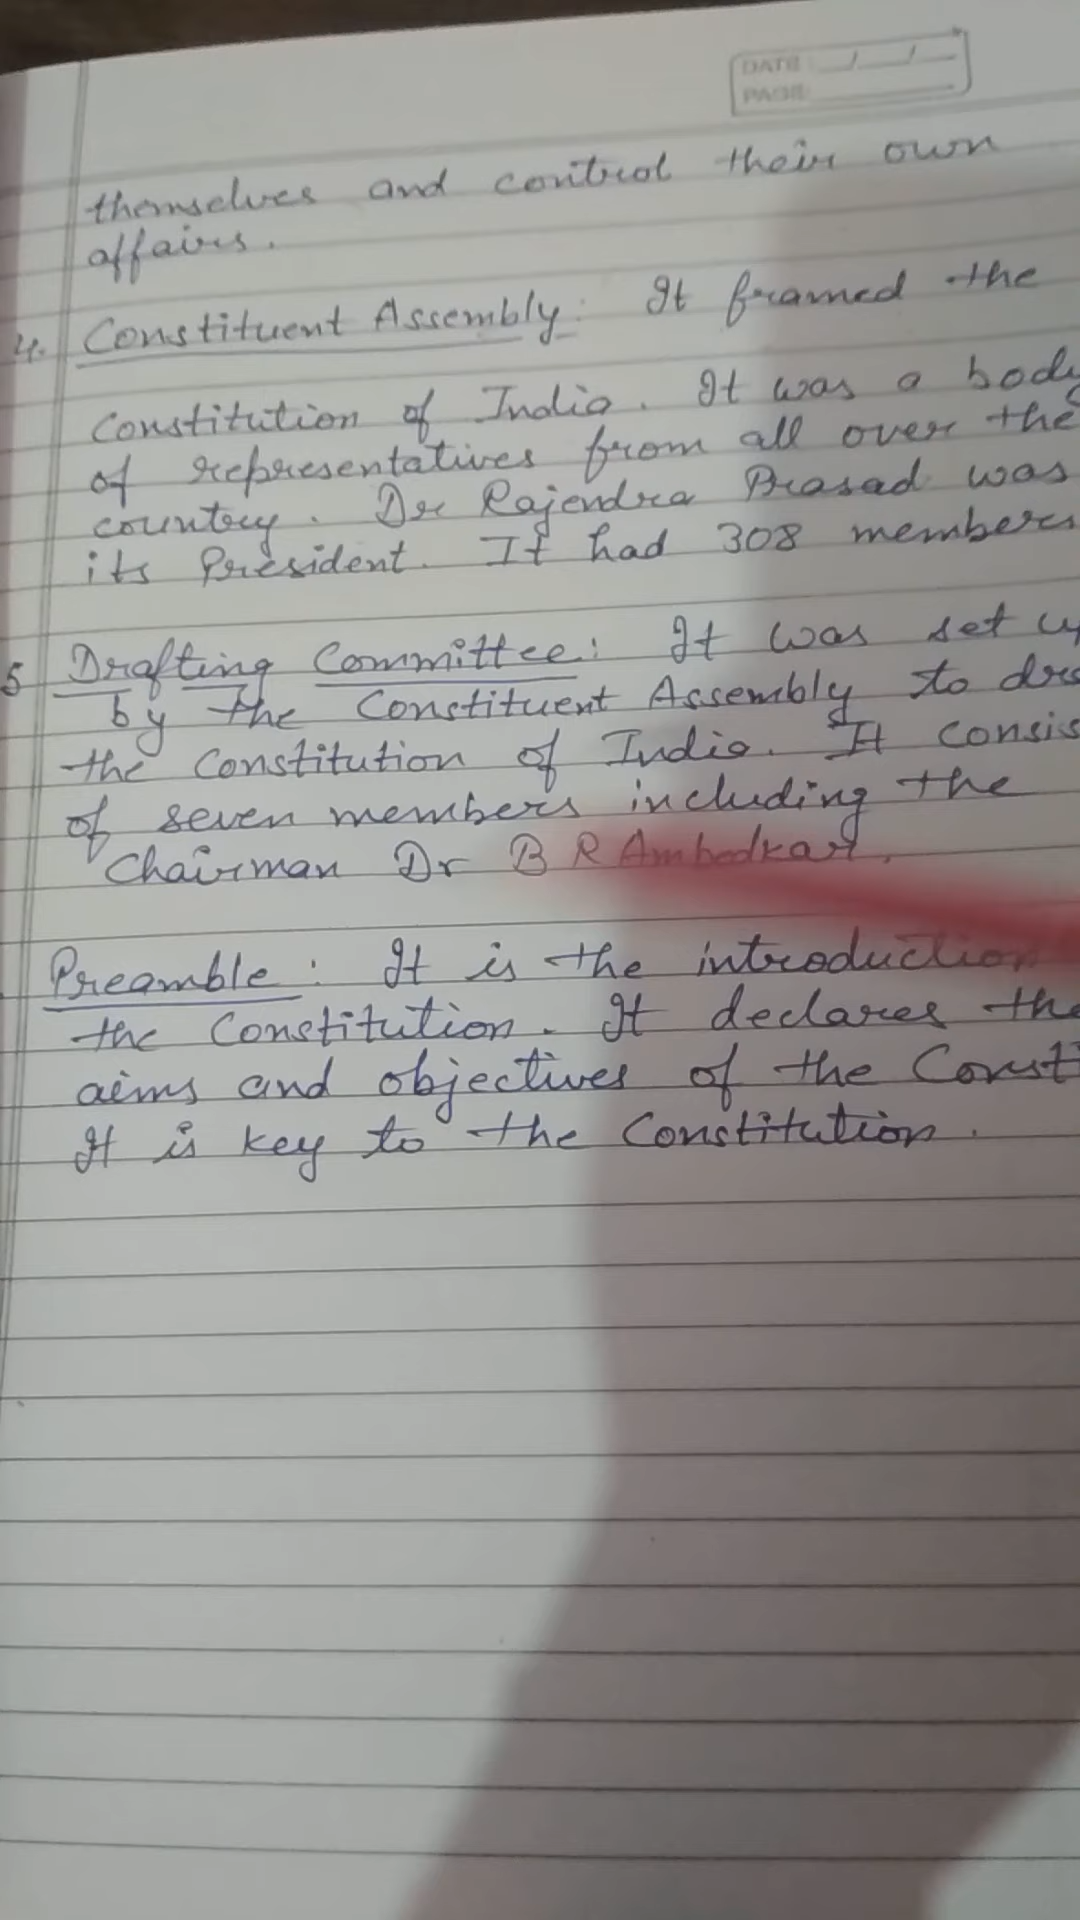 DATE / /
PAGE
themselves and control their own
affairs.
4. Constituent Assembly: It framed the
Constitution of India. It was a body
of representatives from all over the
country. Dr Rajendra Prasad was
its President. It had 308 members
5 Drafting Committee: It was set
by the Constituent Assembly to
the Constitution of India. It
of seven members including the
Chairman Dr B R Ambedkar.
Preamble: It is the introduction
the Constitution. It declares the
aims and objectives of the
It is key to the Constitution.